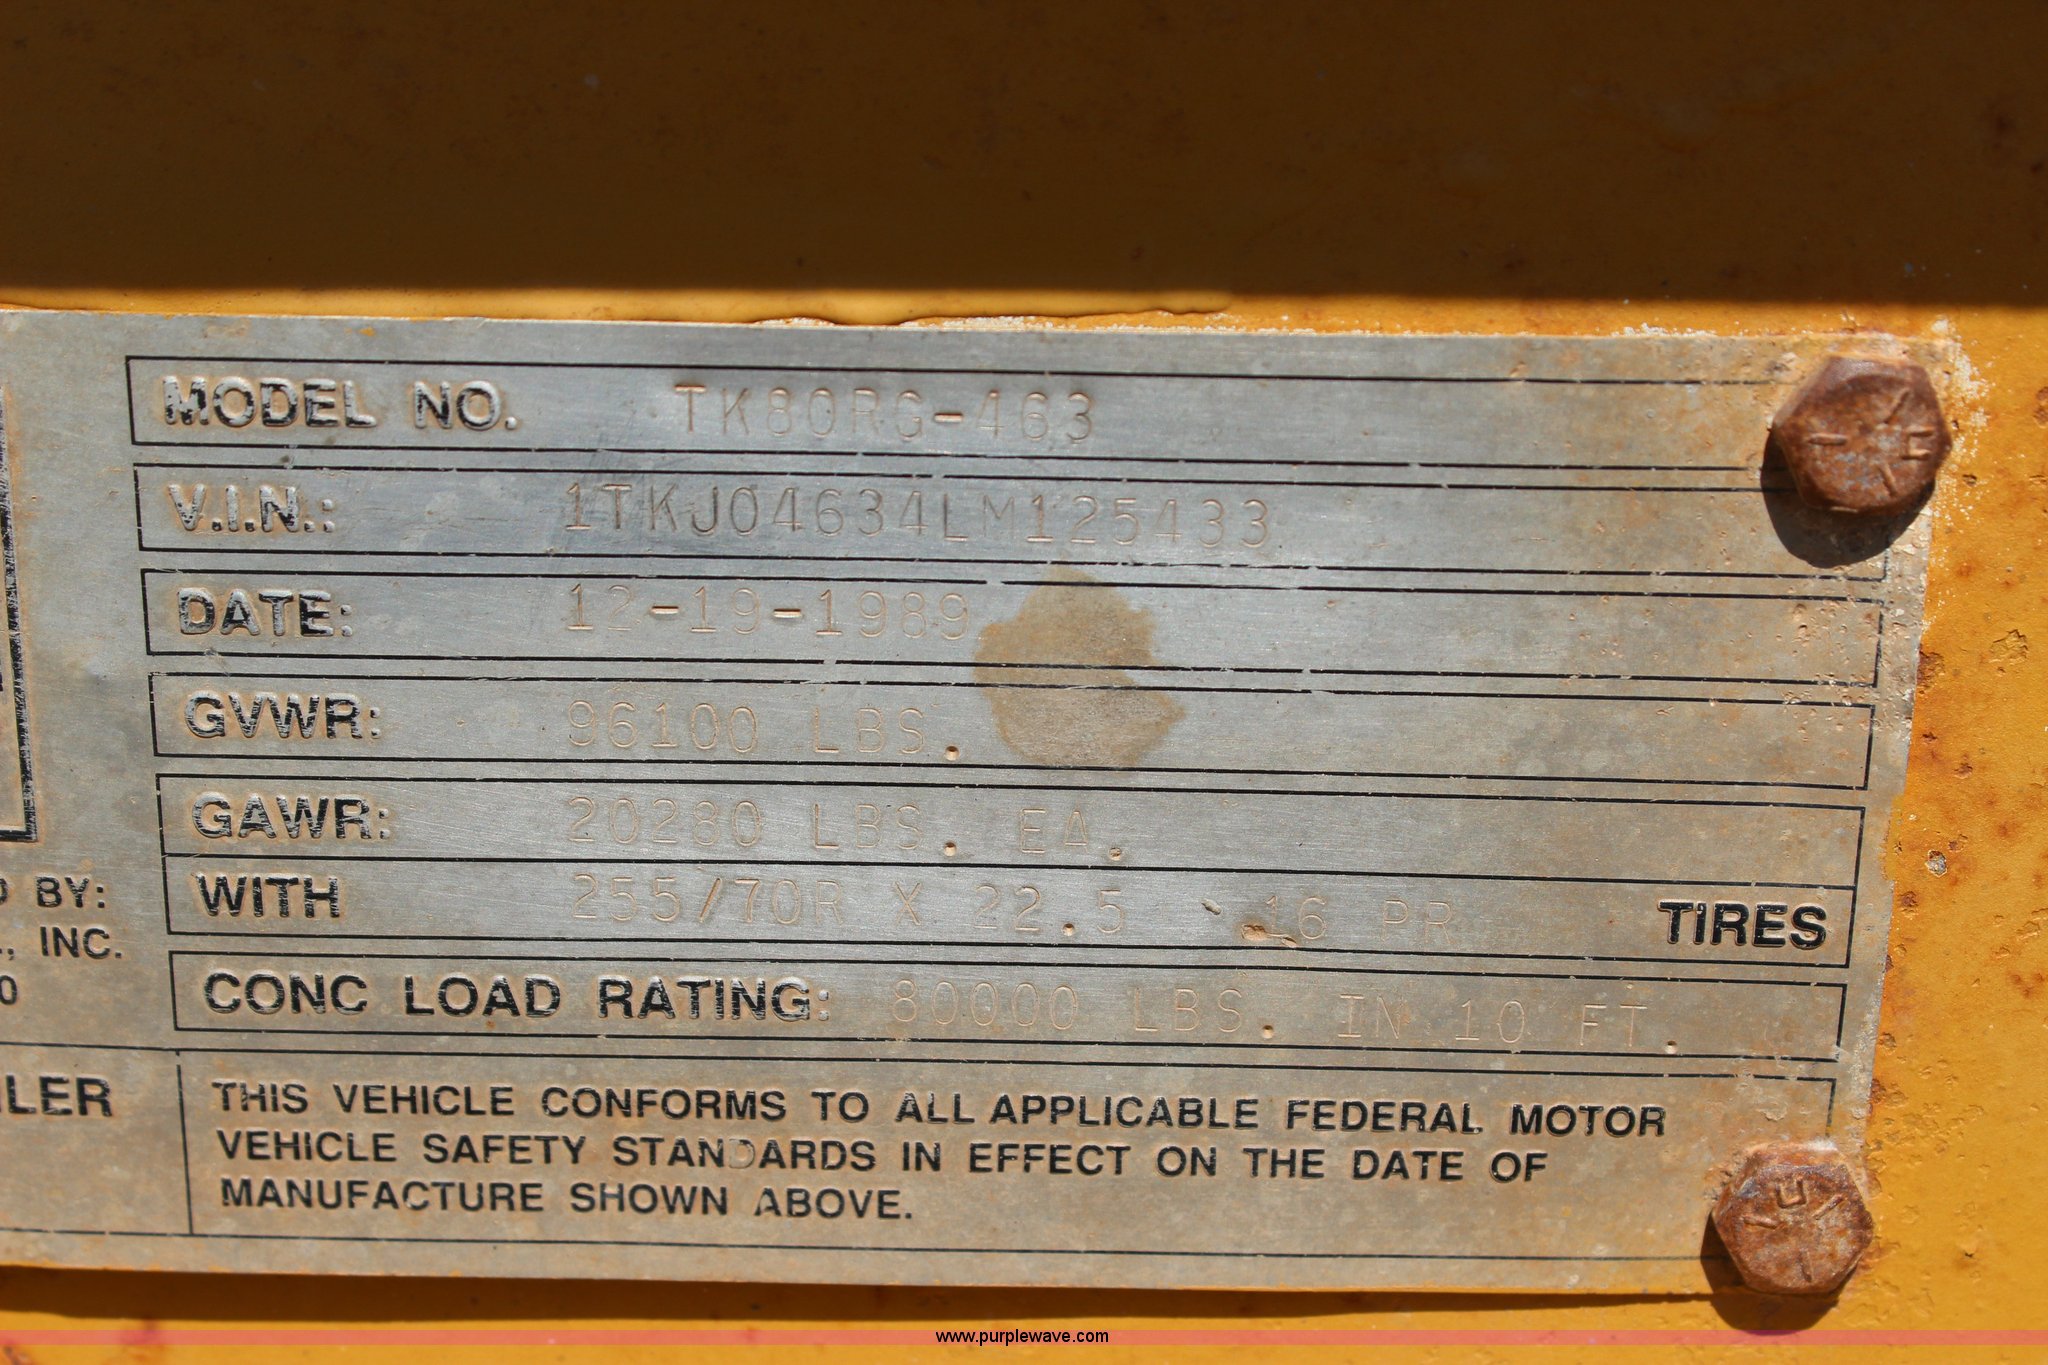 MODEL NO. TK80RG-463
V.I.N.: 1TKJ04634LM125433
DATE: 12-19-1989
GVWR: 96100 LBS.
GAWR: 20280 LBS. EA.
WITH 255/70R X 22.5 16 PR TIRES
BY:
, INC.
0
CONC LOAD RATING: 80000 LBS. IN 10 FT.
LER
THIS VEHICLE CONFORMS TO ALL APPLICABLE FEDERAL MOTOR
VEHICLE SAFETY STANDARDS IN EFFECT ON THE DATE OF
MANUFACTURE SHOWN ABOVE.
www.purplewave.com